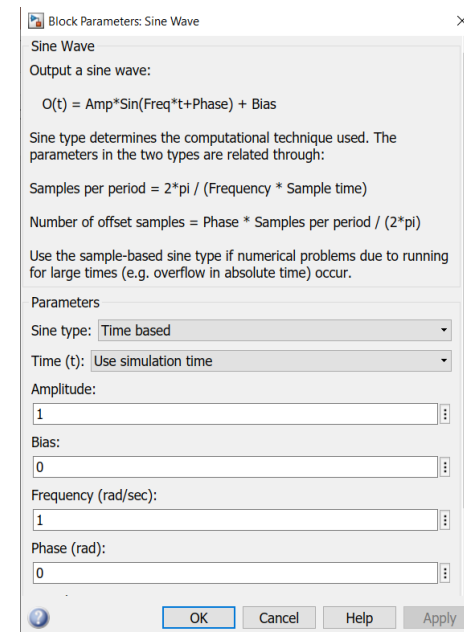 Block Parameters: Sine Wave
Sine Wave
Output a sine wave:
O(t) = Amp*Sin(Freq*t+Phase) + Bias
Sine type determines the computational technique used. The
parameters in the two types are related through:
Samples per period = 2*pi / (Frequency * Sample time)
Number of offset samples = Phase * Samples per period / (2*pi)
Use the sample-based sine type if numerical problems due to running
for large times (e.g. overflow in absolute time) occur.
Parameters
Sine type: Time based
Time (t): Use simulation time
Amplitude:
1
Bias:
0
Frequency (rad/sec):
1
Phase (rad):
0
OK Cancel Help Apply